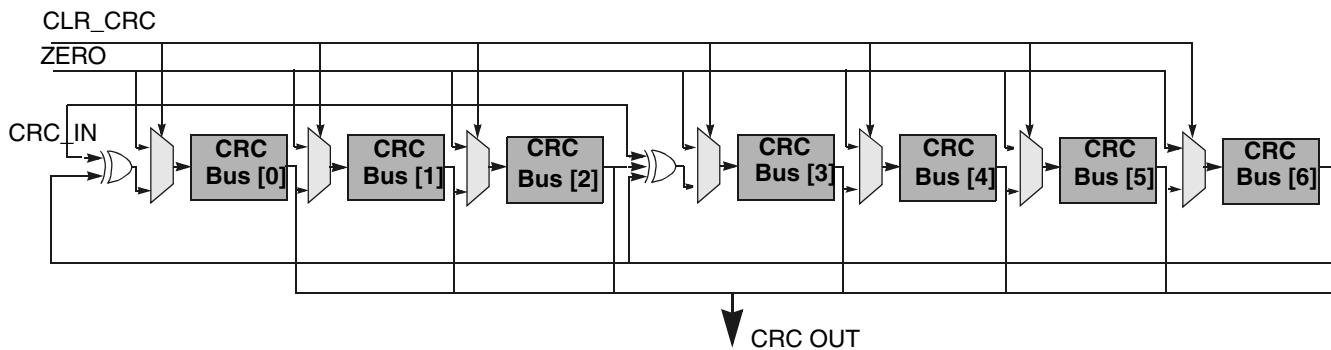 CLR_CRC
ZERO
CRC_IN
CRC
Bus [0]
CRC
Bus [1]
CRC
Bus [2]
CRC
Bus [3]
CRC
Bus [4]
CRC
Bus [5]
CRC
Bus [6]
CRC OUT